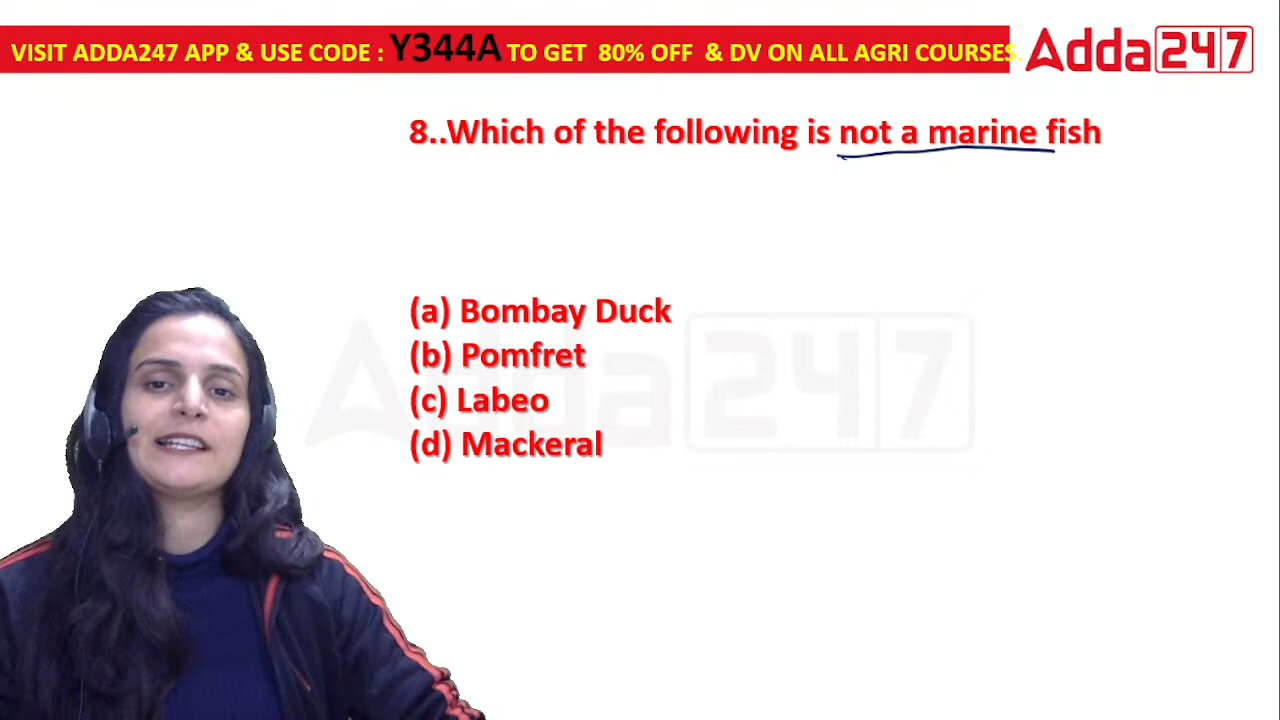 VISIT ADDA247 APP & USE CODE : Y344A TO GET 80% OFF & DV ON ALL AGRI COURSES.
Adda247
8..Which of the following is not a marine fish
(a) Bombay Duck
(b) Pomfret
(c) Labeo
(d) Mackeral
Adda247